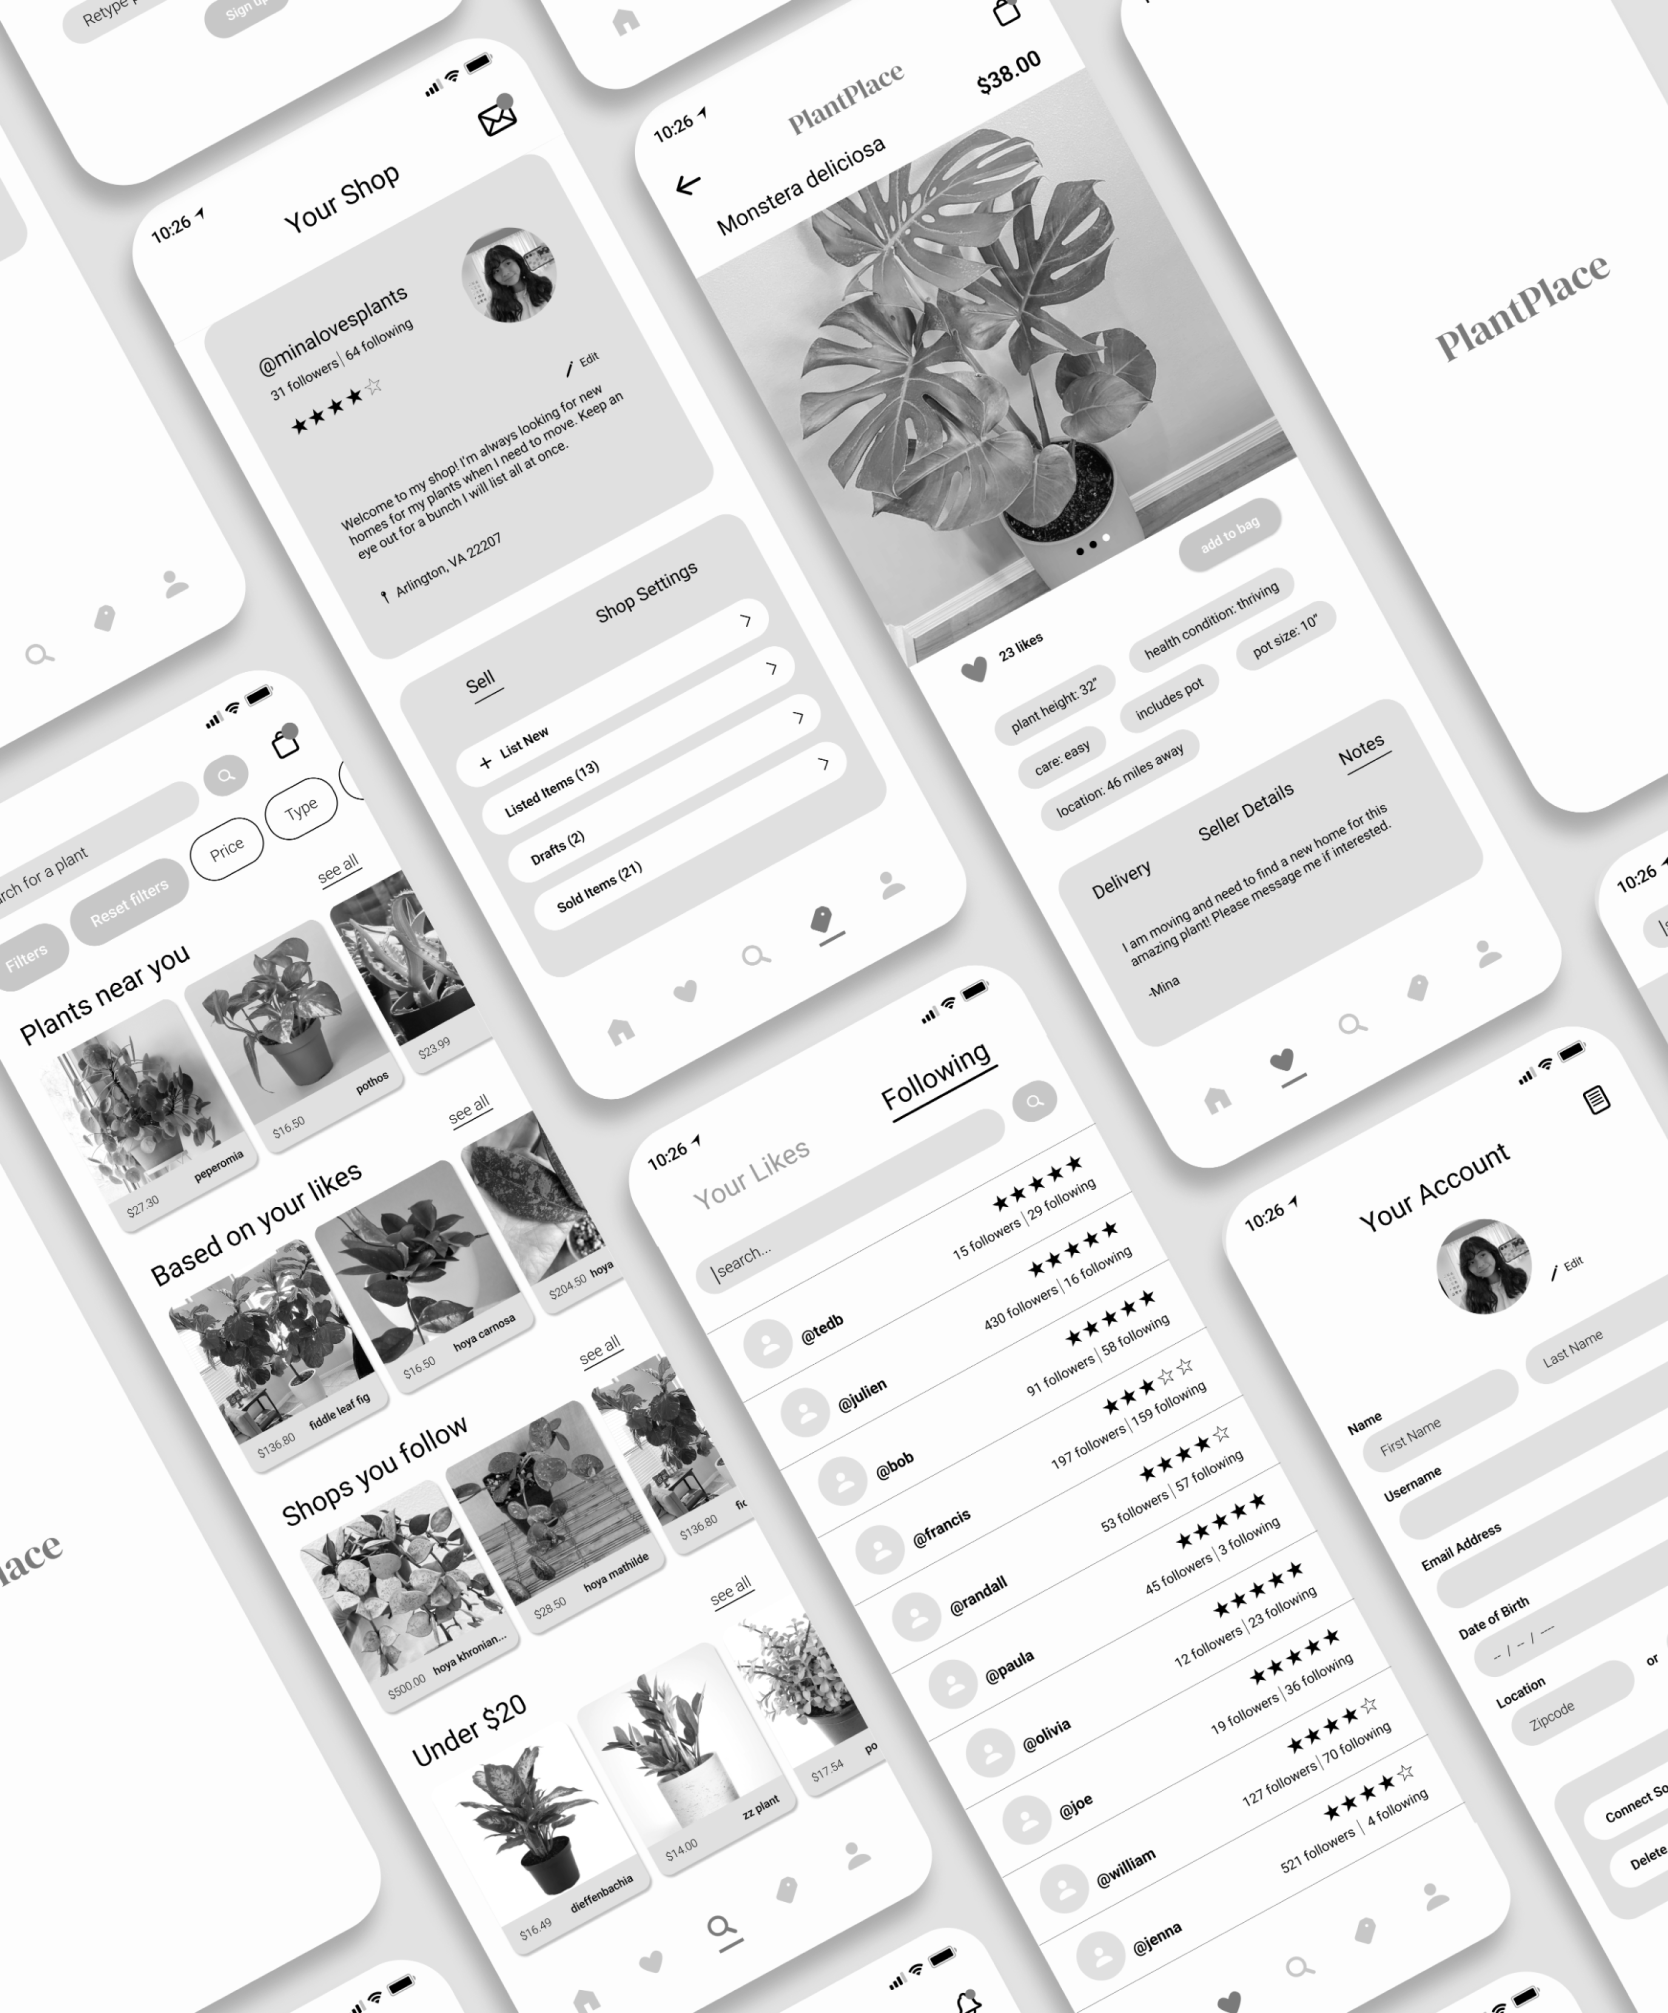 Retype
Sign up
Your Shop
10:26
@minalovesplants
31 followers | 64 following
Edit
Welcome to my shop! I'm always looking for new
homes for my plants when I need to move. Keep an
eye out for a bunch I will list all at once.
Arlington, VA 22207
Sell
Shop Settings
+ List New
Listed Items (13)
Drafts (2)
Sold Items (21)
10:26
PlantPlace
Monstera deliciosa
$38.00
add to bag
23 likes
plant height: 32"
health condition: thriving
care: easy
includes pot
pot size: 10"
location: 46 miles away
Delivery
Seller Details
Notes
I am moving and need to find a new home for this
amazing plant! Please message me if interested.
-Mina
PlantPlace
for a plant
Filters
Reset filters
Price
Type
Plants near you
see all
$27.30 peperomia
$16.50 pothos
$23.99
Based on your likes
see all
$136.80 fiddle leaf fig
$16.50 hoya carnosa
$204.50 hoya
Shops you follow
see all
$500.00 hoya khronian...
$28.50 hoya mathilde
$136.80
Under $20
see all
$16.49 dieffenbachia
$14.00 zz plant
$17.54 po
10:26
Your Likes
Following
|search...
@tedb
15 followers | 29 following
@julien
430 followers | 16 following
@bob
91 followers | 58 following
@francis
197 followers | 159 following
@randall
53 followers | 57 following
@paula
45 followers | 3 following
@olivia
12 followers | 23 following
@joe
19 followers | 36 following
@william
127 followers | 70 following
@jenna
521 followers | 4 following
10:26
Your Account
Edit
Name
First Name
Last Name
Username
Email Address
Date of Birth
-- / -- / ----
Location
Zipcode
or
Connect So
Delete
10:26
lace